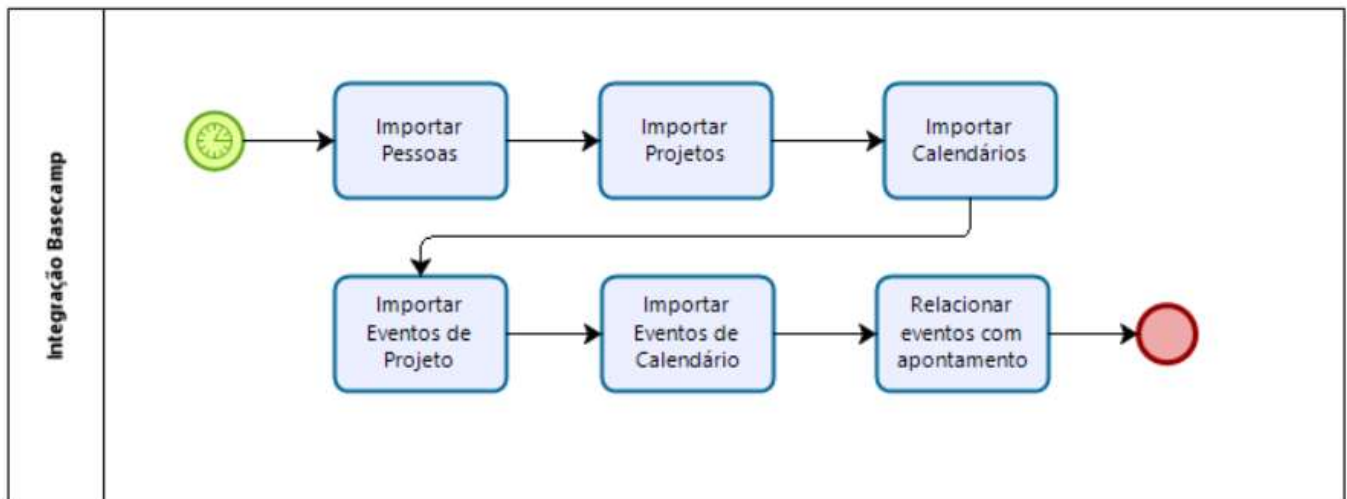 Integração Basecamp
Importar
Pessoas
Importar
Projetos
Importar
Calendários
Importar
Eventos de
Projeto
Importar
Eventos de
Calendário
Relacionar
eventos com
apontamento